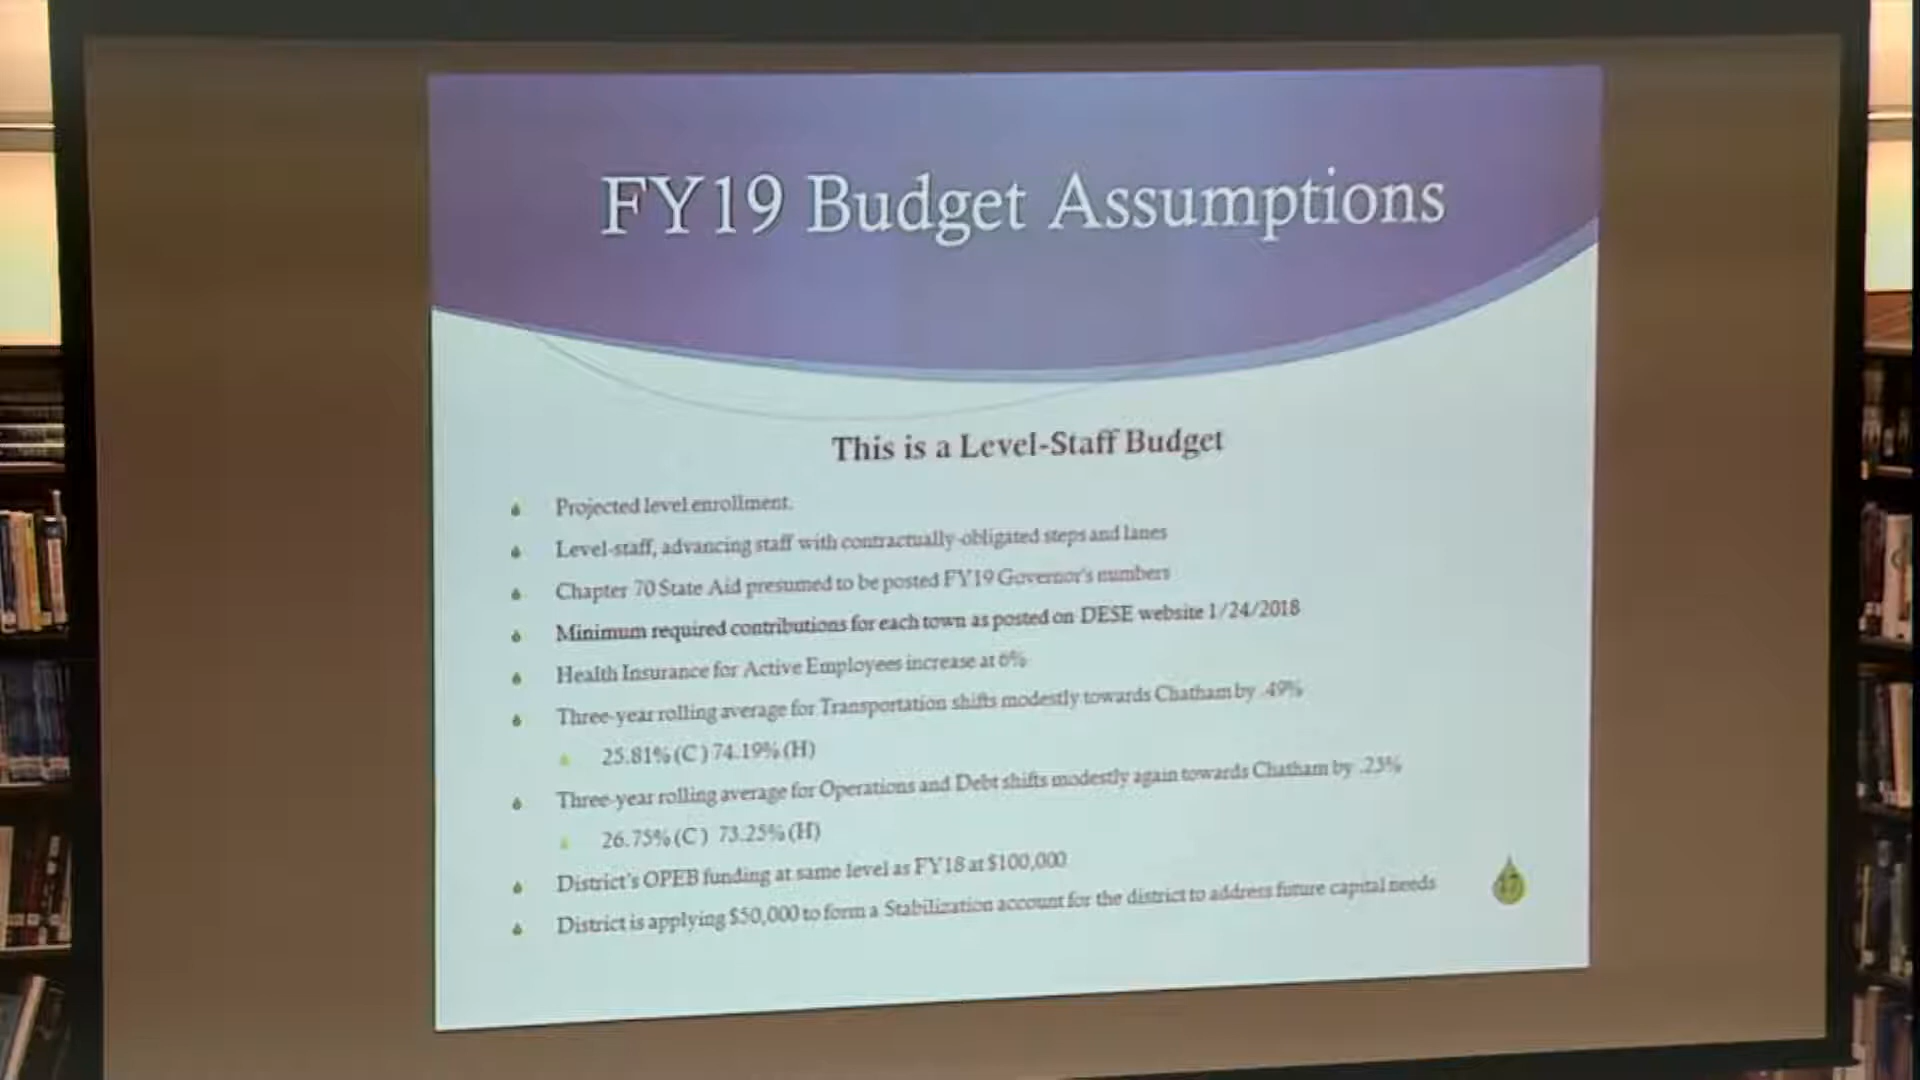 FY19 Budget Assumptions
This is a Level-Staff Budget
Projected level enrollment.
Level-staff, advancing staff with contractually-obligated steps and lanes
Chapter 70 State Aid presumed to be posted FY19 Governor's numbers
Minimum required contributions for each town as posted on DESE website 1/24/2018
Health Insurance for Active Employees increase at 6%
Three-year rolling average for Transportation shifts modestly towards Chatham by .49%
25.81% (C) 74.19% (H)
Three-year rolling average for Operations and Debt shifts modestly again towards Chatham by .23%
26.75% (C) 73.25% (H)
District's OPEB funding at same level as FY18 at $100,000
District is applying $50,000 to form a Stabilization account for the district to address future capital needs
17